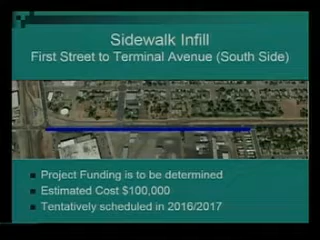 Sidewalk Infill
First Street to Terminal Avenue (South Side)
Project Funding is to be determined
Estimated Cost $100,000
Tentatively scheduled in 2016/2017